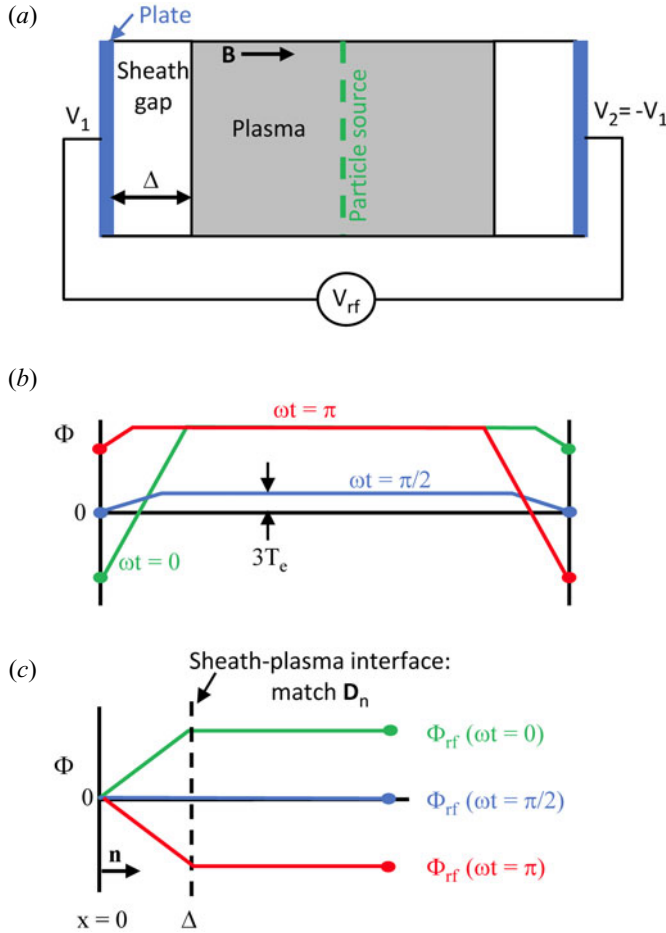 (a)
Plate
Sheath
gap
B
Plasma
Particle source
V1
V2= -V1
Δ
Vrf
(b)
Φ
ωt = π
0
ωt = π/2
ωt = 0
3Te
(c)
Sheath-plasma interface:
match Dn
Φ
Φrf (ωt = 0)
0
Φrf (ωt = π/2)
n
Φrf (ωt = π)
x = 0
Δ